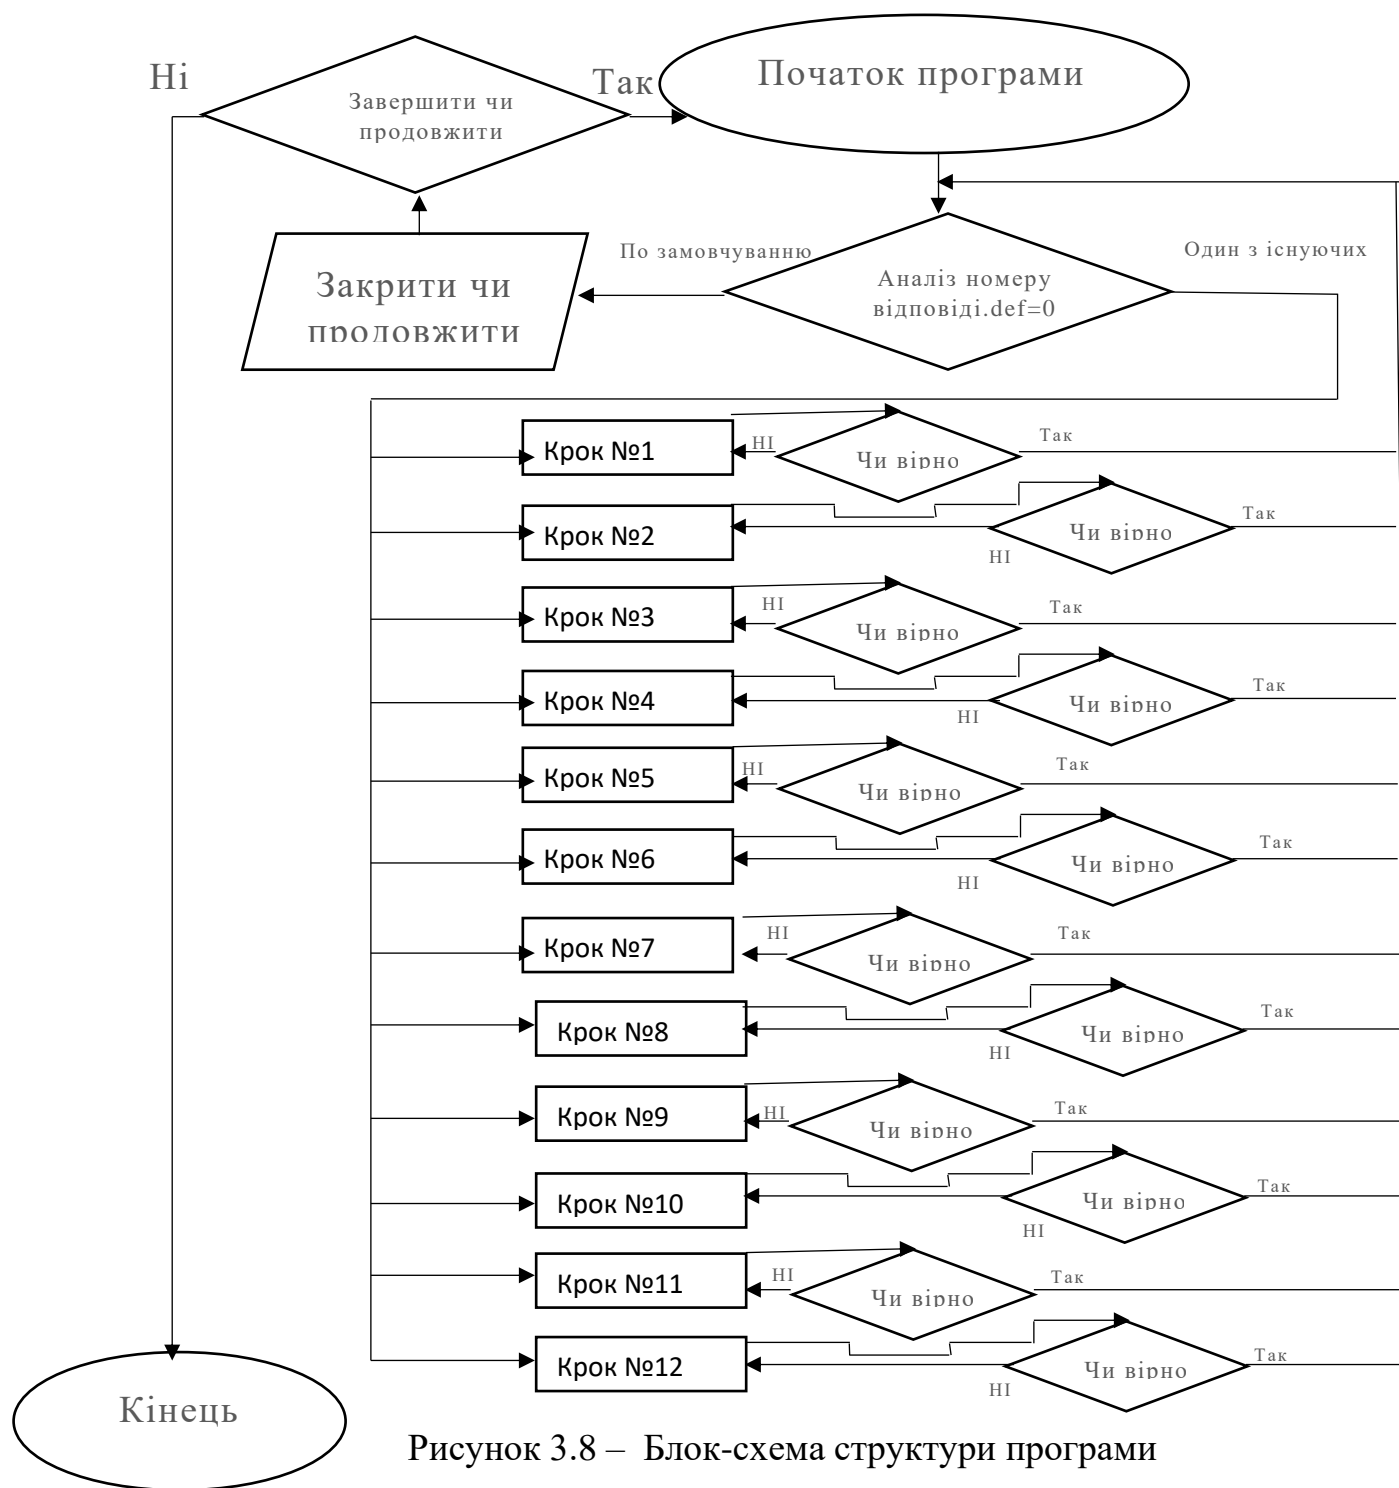 Ні
Так
Початок програми
Завершити чи
продовжити
По замовчуванню
Один з існуючих
Закрити чи
продовжити
Аналіз номеру
відповіді.def=0
Крок №1
НІ
Чи вірно
Так
Крок №2
НІ
Чи вірно
Так
Крок №3
НІ
Чи вірно
Так
Крок №4
НІ
Чи вірно
Так
Крок №5
НІ
Чи вірно
Так
Крок №6
НІ
Чи вірно
Так
Крок №7
НІ
Чи вірно
Так
Крок №8
НІ
Чи вірно
Так
Крок №9
НІ
Чи вірно
Так
Крок №10
НІ
Чи вірно
Так
Крок №11
НІ
Чи вірно
Так
Крок №12
НІ
Чи вірно
Так
Кінець
Рисунок 3.8 – Блок-схема структури програми